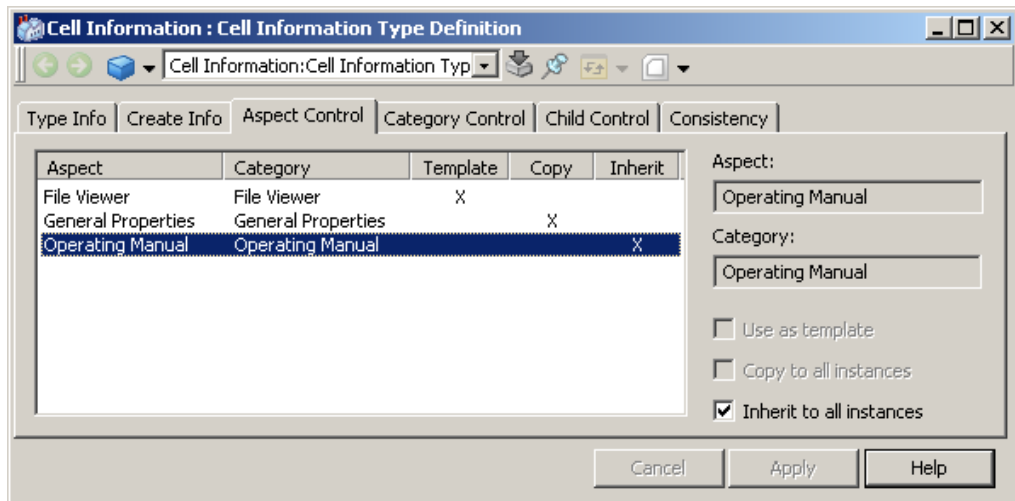 Cell Information : Cell Information Type Definition
Cell Information:Cell Information Typ
Type Info Create Info Aspect Control Category Control Child Control Consistency
Aspect Category Template Copy Inherit
File Viewer File Viewer X
General Properties General Properties X
Operating Manual Operating Manual X
Aspect:
Operating Manual
Category:
Operating Manual
Use as template
Copy to all instances
Inherit to all instances
Cancel Apply Help